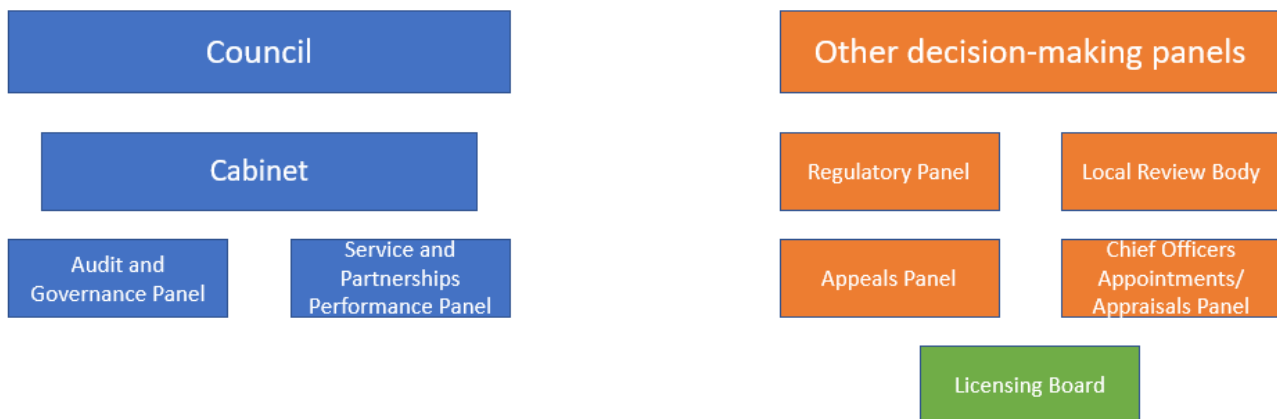 Council
Other decision-making panels
Cabinet
Regulatory Panel
Local Review Body
Audit and
Governance Panel
Service and
Partnerships
Performance Panel
Appeals Panel
Chief Officers
Appointments/
Appraisals Panel
Licensing Board